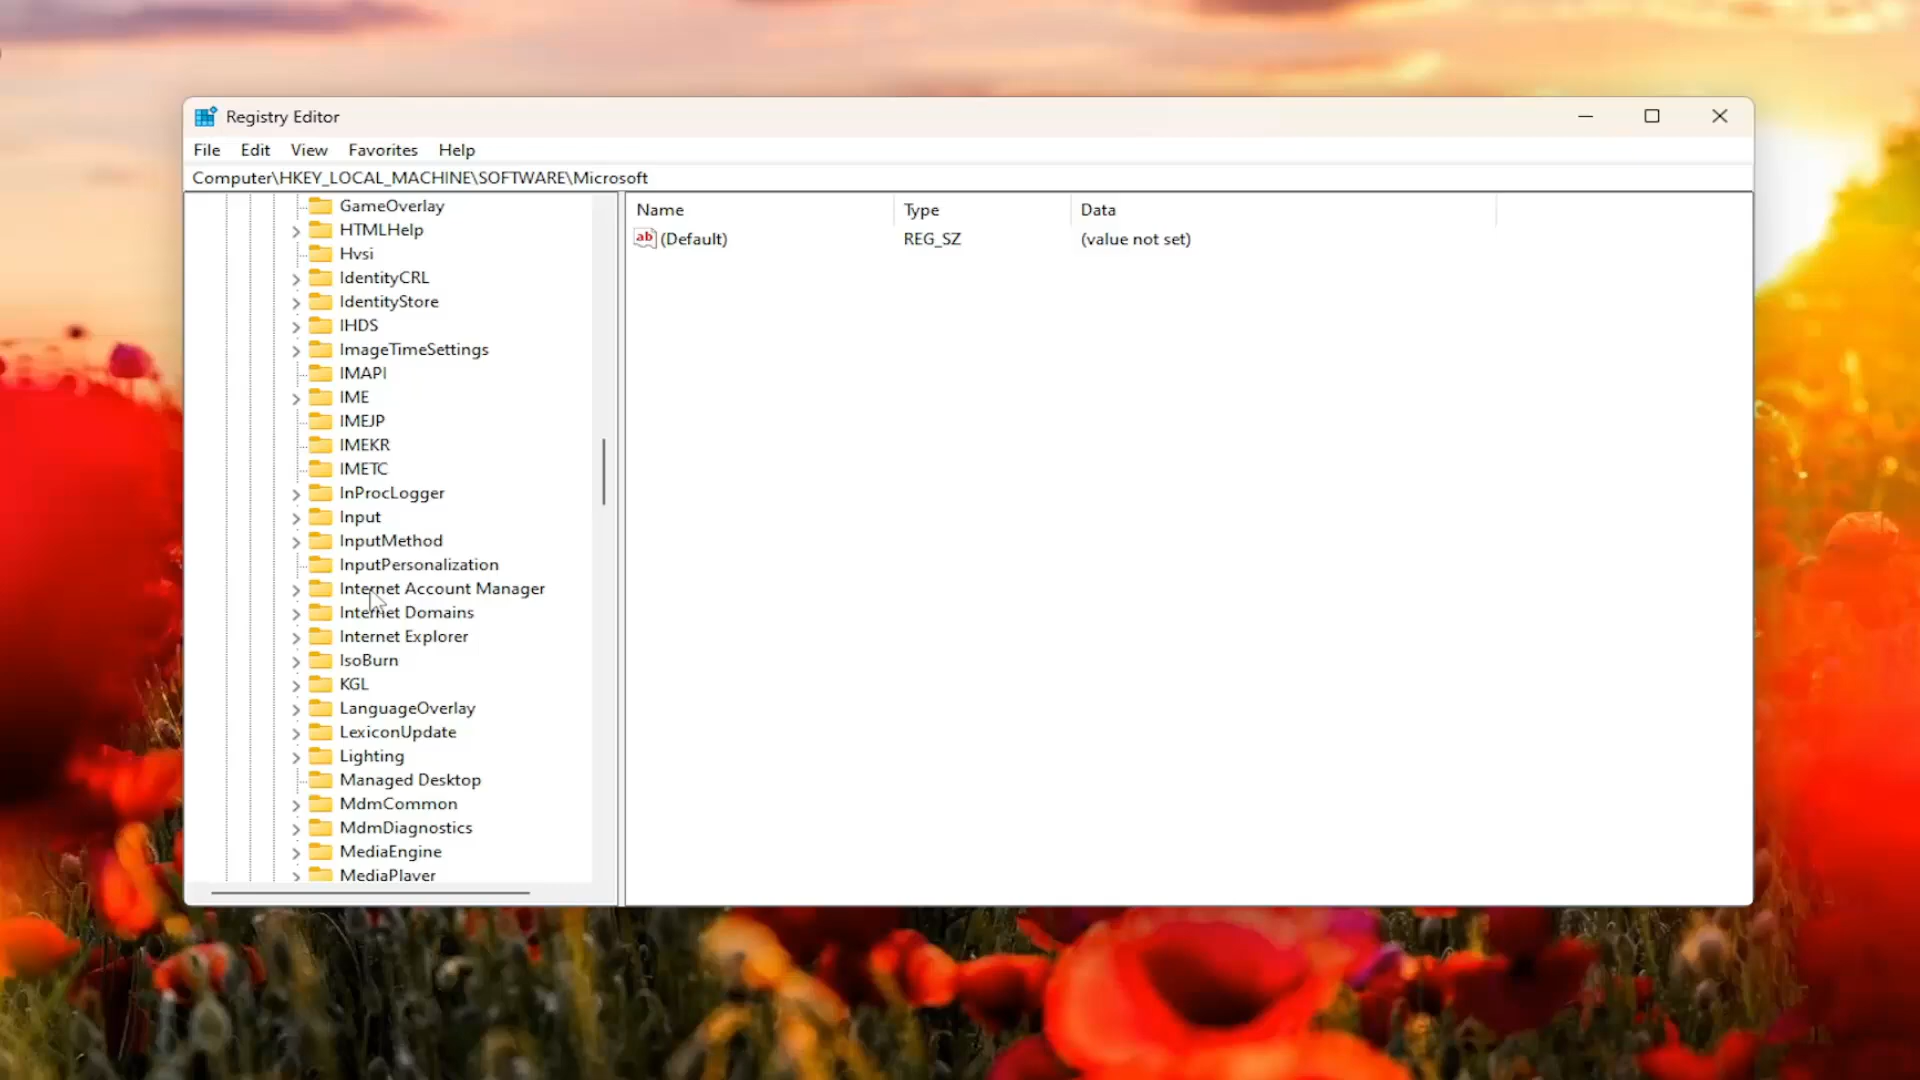 Registry Editor
File Edit View Favorites Help
Computer\HKEY_LOCAL_MACHINE\SOFTWARE\Microsoft
GameOverlay
HTMLHelp
Hvsi
IdentityCRL
IdentityStore
IHDS
ImageTimeSettings
IMAPI
IME
IMEJP
IMEKR
IMETC
InProcLogger
Input
InputMethod
InputPersonalization
Internet Account Manager
Internet Domains
Internet Explorer
IsoBurn
KGL
LanguageOverlay
LexiconUpdate
Lighting
Managed Desktop
MdmCommon
MdmDiagnostics
MediaEngine
MediaPlayer
Name Type Data
ab (Default) REG_SZ (value not set)